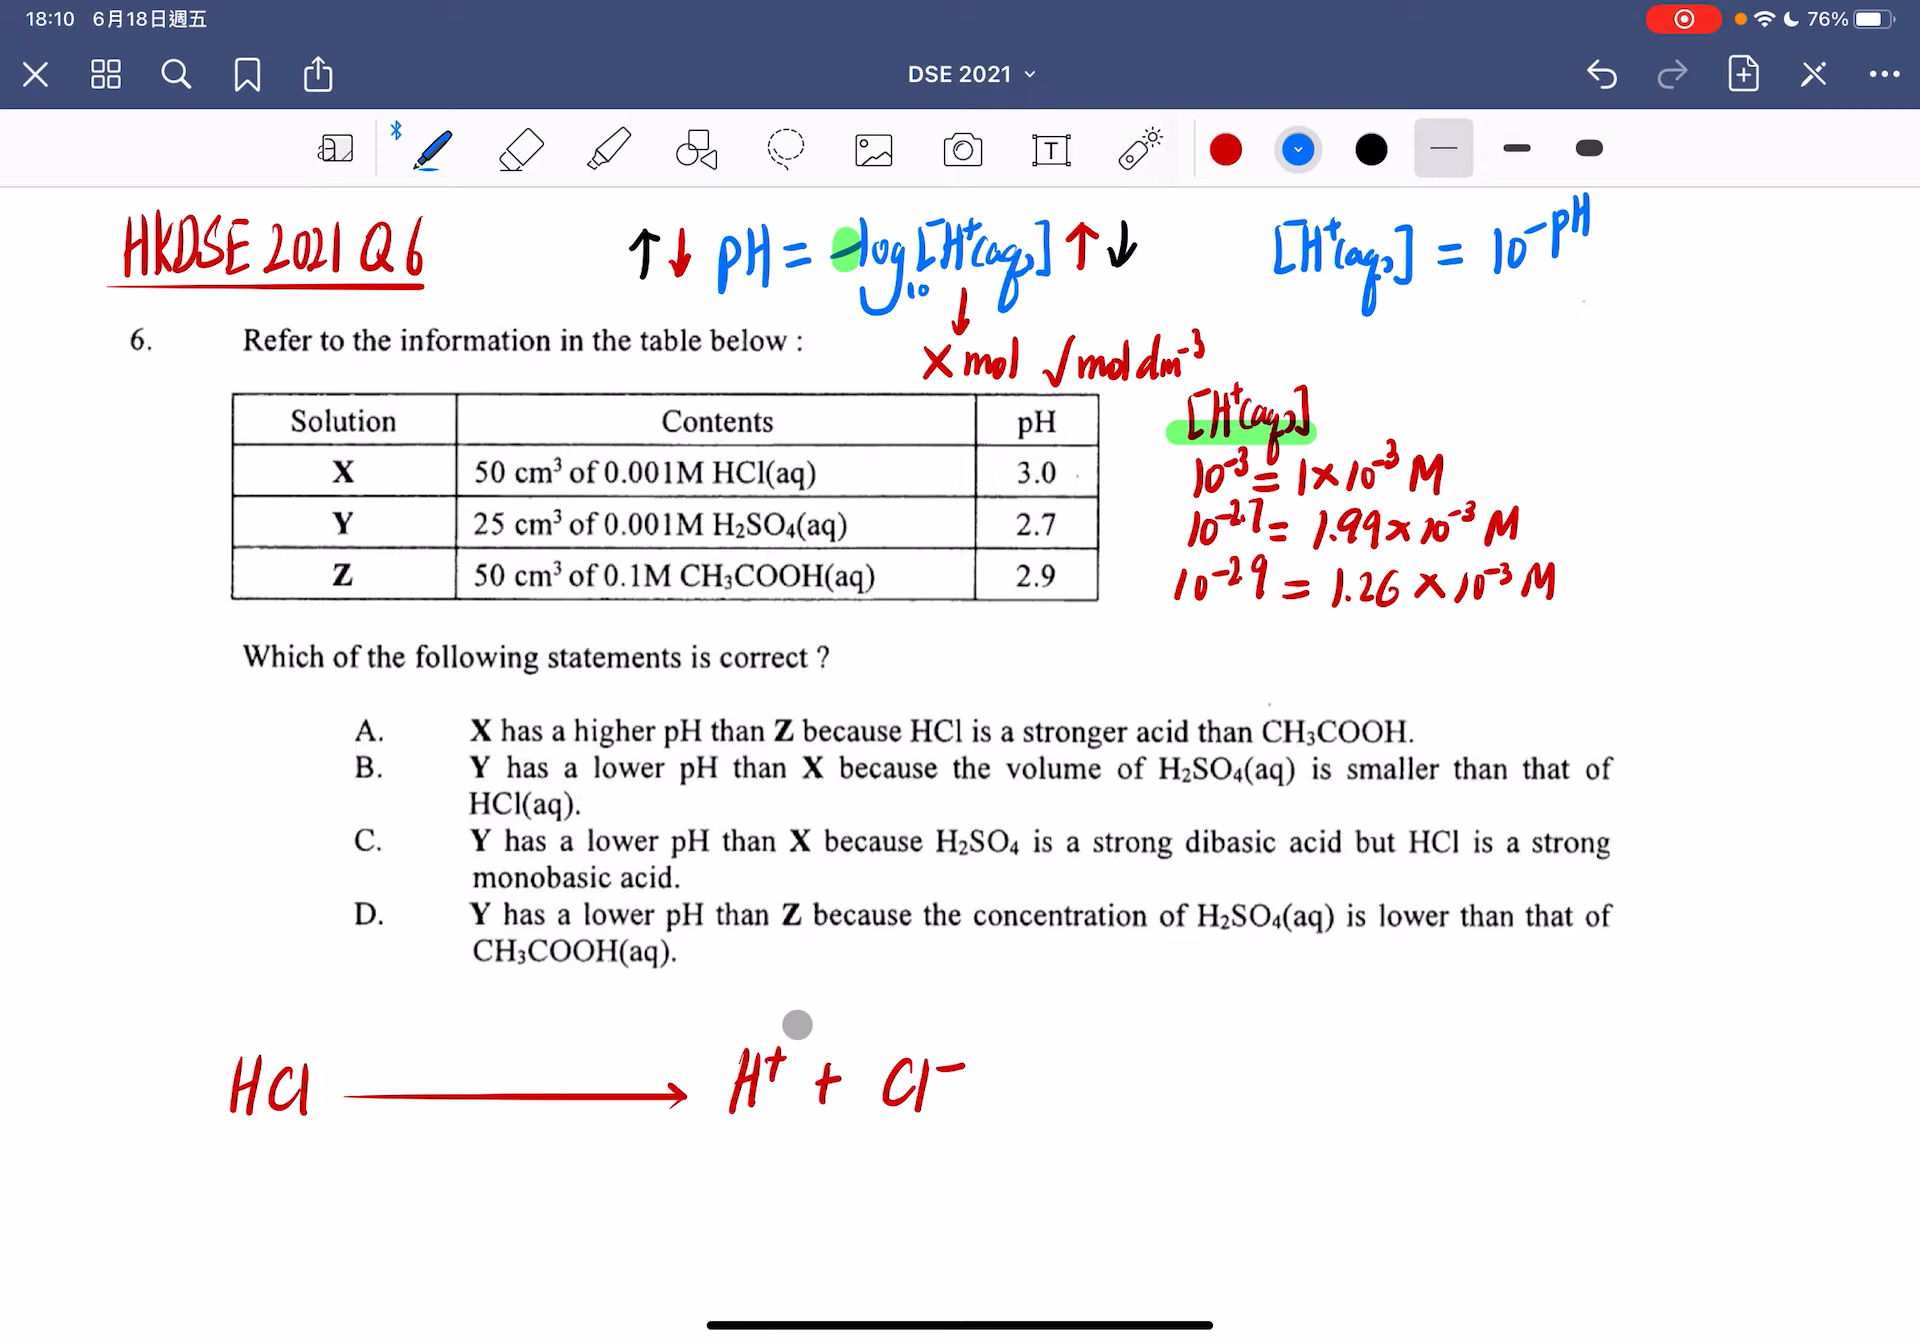 18:10 6月18日週五
76%
DSE 2021
HKDSE 2021 Q6
↑↓ pH = -log₁₀[H⁺(aq)] ↑↓
[H⁺(aq)] = 10^-pH
↓
X mol √mol dm⁻³
6. Refer to the information in the table below :
[H⁺(aq)]
Solution Contents pH
X 50 cm³ of 0.001M HCl(aq) 3.0
10⁻³ = 1×10⁻³ M
Y 25 cm³ of 0.001M H₂SO₄(aq) 2.7
10^-2.7 = 1.99×10⁻³ M
Z 50 cm³ of 0.1M CH₃COOH(aq) 2.9
10^-2.9 = 1.26 × 10⁻³ M
Which of the following statements is correct ?
A. X has a higher pH than Z because HCl is a stronger acid than CH₃COOH.
B. Y has a lower pH than X because the volume of H₂SO₄(aq) is smaller than that of
HCl(aq).
C. Y has a lower pH than X because H₂SO₄ is a strong dibasic acid but HCl is a strong
monobasic acid.
D. Y has a lower pH than Z because the concentration of H₂SO₄(aq) is lower than that of
CH₃COOH(aq).
HCl → H⁺ + Cl⁻